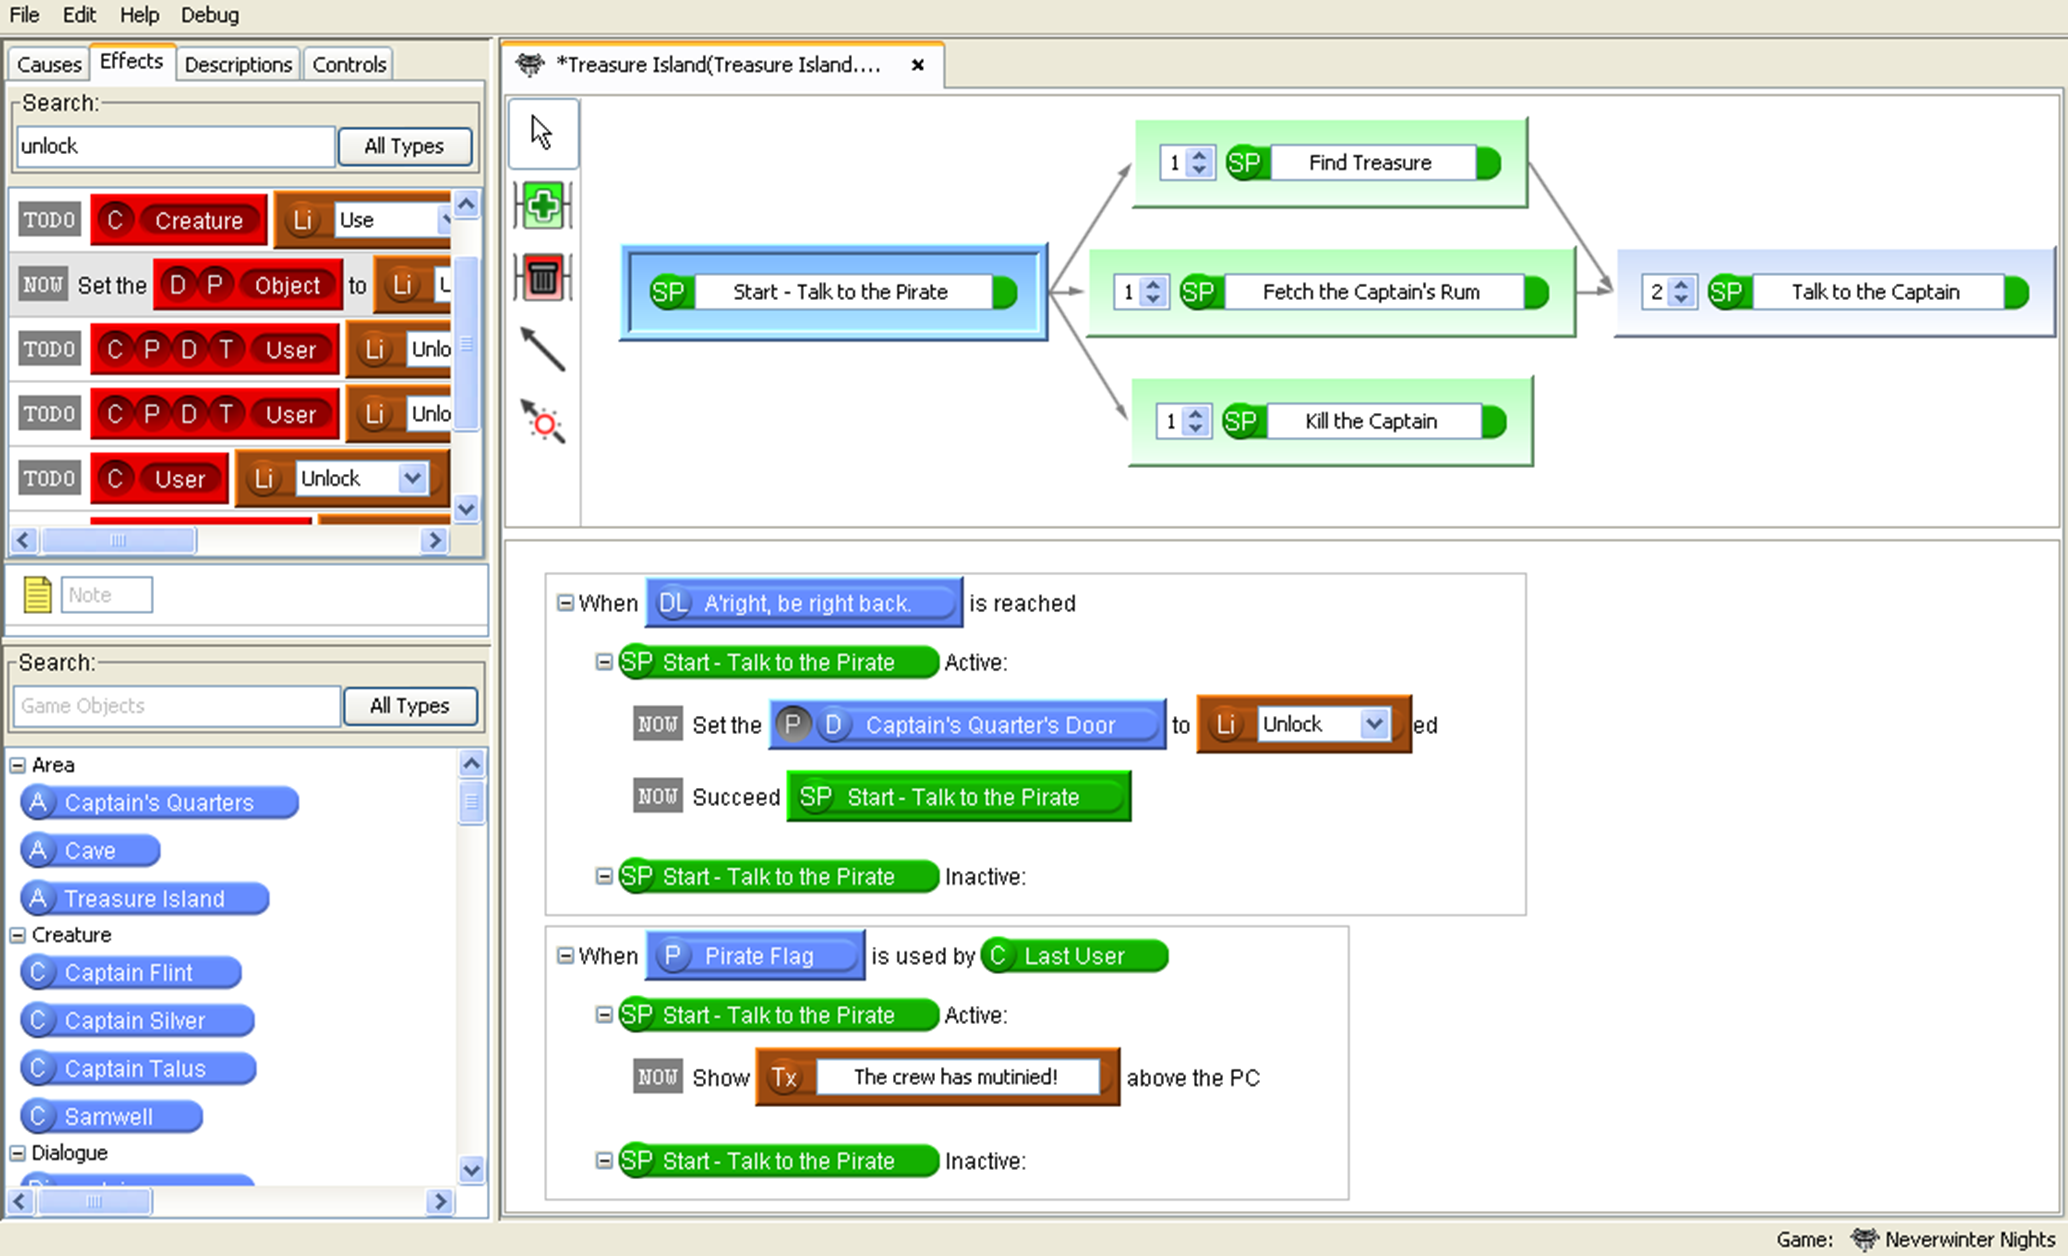 File Edit Help Debug
Causes Effects Descriptions Controls
Search:
unlock All Types
TODO C Creature Li Use
NOW Set the D P Object to Li
TODO C P D T User Li Unlo
TODO C P D T User Li Unlo
TODO C User Li Unlock
Note
Search:
Game Objects All Types
Area
A Captain's Quarters
A Cave
A Treasure Island
Creature
C Captain Flint
C Captain Silver
C Captain Talus
C Samwell
Dialogue
*Treasure Island(Treasure Island....
1 SP Find Treasure
SP Start - Talk to the Pirate
1 SP Fetch the Captain's Rum
2 SP Talk to the Captain
1 SP Kill the Captain
When DL A'right, be right back. is reached
SP Start - Talk to the Pirate Active:
NOW Set the P D Captain's Quarter's Door to Li Unlock ed
NOW Succeed SP Start - Talk to the Pirate
SP Start - Talk to the Pirate Inactive:
When P Pirate Flag is used by C Last User
SP Start - Talk to the Pirate Active:
NOW Show Tx The crew has mutinied! above the PC
SP Start - Talk to the Pirate Inactive:
Game: Neverwinter Nights